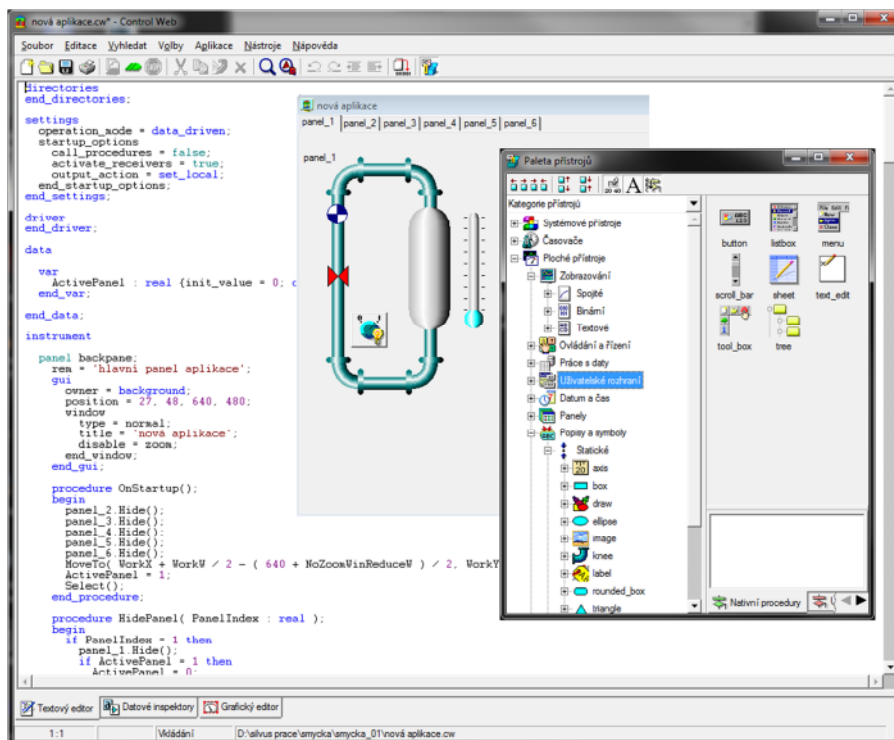 nová aplikace.cw* - Control Web
Soubor Editace Vyhledat Volby Aplikace Nástroje Nápověda
directories
end_directories;
settings
operation_mode = data_driven;
startup_options
call_procedures = false;
activate_receivers = true;
output_action = set_local;
end_startup_options;
end_settings;
driver
end_driver;
data
var
ActivePanel : real {init_value = 0;
end_var;
end_data;
instrument
panel backpane;
rem = 'hlavní panel aplikace';
gui
owner = background;
position = 27, 48, 640, 480;
window
type = normal;
title = 'nová aplikace';
disable = zoom;
end_window;
end_gui;
procedure OnStartup();
begin
panel_2.Hide();
panel_3.Hide();
panel_4.Hide();
panel_5.Hide();
panel_6.Hide();
MoveTo( WorkX + WorkW / 2 - ( 640 + NoZoomWinReduceW ) / 2, WorkY
ActivePanel = 1;
Select();
end_procedure;
procedure HidePanel( PanelIndex : real );
begin
if PanelIndex = 1 then
panel_1.Hide();
if ActivePanel = 1 then
ActivePanel = 0;
nová aplikace
panel_1 panel_2 panel_3 panel_4 panel_5 panel_6
panel_1
Paleta přístrojů
Kategorie přístrojů
Systémové přístroje
Časovače
Ploché přístroje
Zobrazování
Spojité
Binární
Textové
Ovládání a řízení
Práce s daty
Uživatelské rozhraní
Datum a čas
Panely
Popisy a symboly
Statické
axis
box
draw
ellipse
image
knee
label
rounded_box
triangle
button listbox menu
scroll_bar sheet text_edit
tool_box tree
Nativní procedury
Textový editor Datové inspektory Grafický editor
1:1 Vkládání D:\silvus prace\smycka\smycka_01\nová aplikace.cw